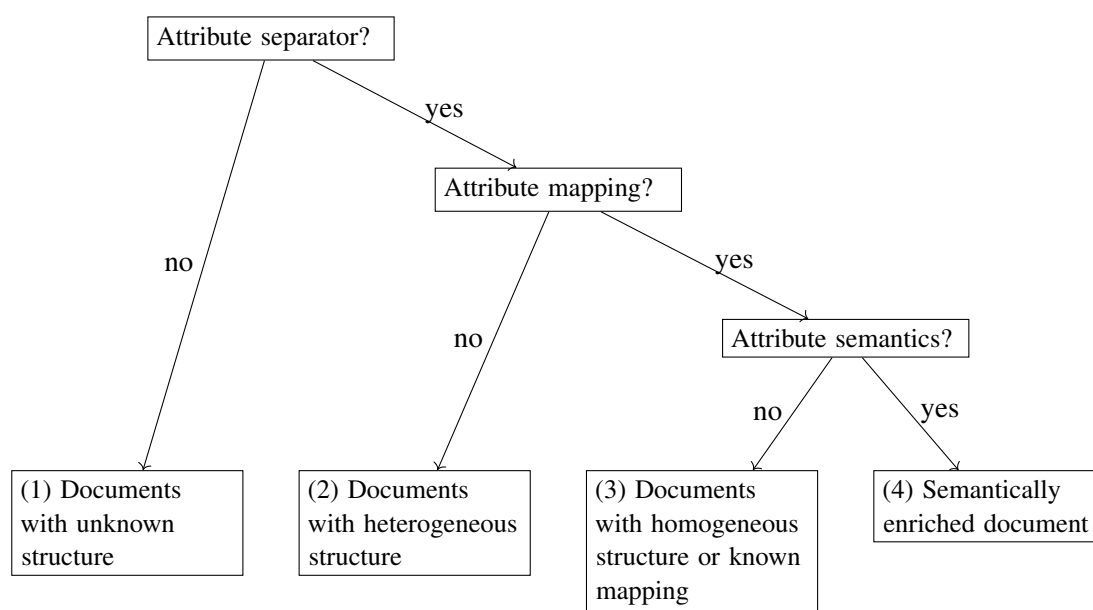 Attribute separator?
yes
Attribute mapping?
no
yes
Attribute semantics?
no
no
yes
(1) Documents
with unknown
structure
(2) Documents
with heterogeneous
structure
(3) Documents
with homogeneous
structure or known
mapping
(4) Semantically
enriched document